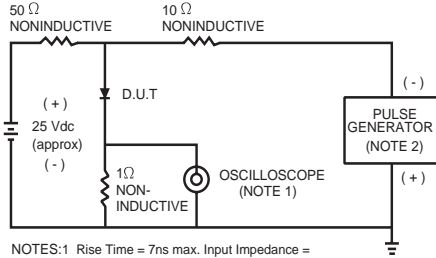 50 Ω
NONINDUCTIVE
10 Ω
NONINDUCTIVE
( + )
25 Vdc
(approx)
( - )
D.U.T
1Ω
NON-
INDUCTIVE
OSCILLOSCOPE
(NOTE 1)
( - )
PULSE
GENERATOR
(NOTE 2)
( + )
NOTES:1 Rise Time = 7ns max. Input Impedance =